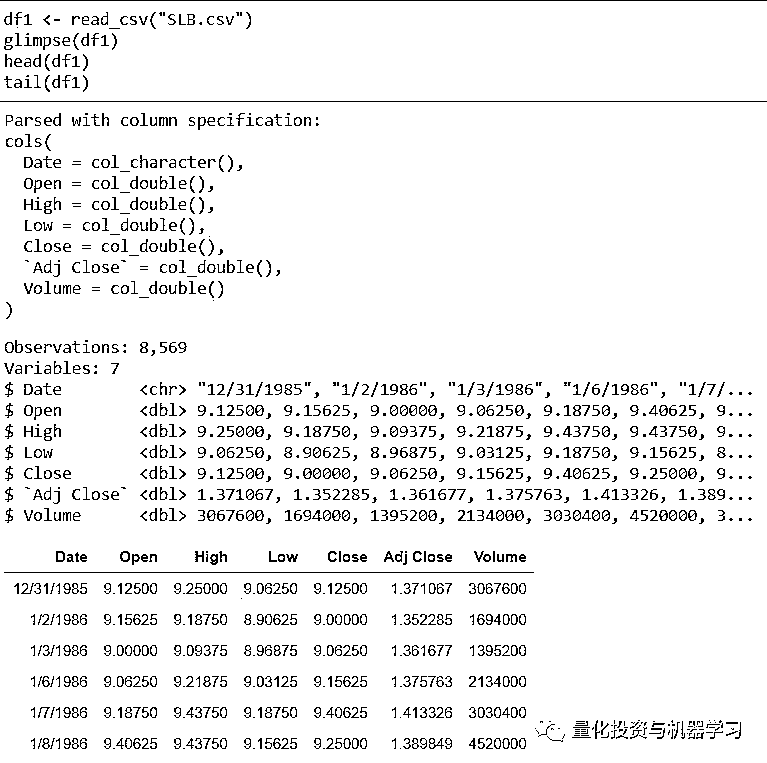 df1 <- read_csv("SLB.csv")
glimpse(df1)
head(df1)
tail(df1)
Parsed with column specification:
cols(
  Date = col_character(),
  Open = col_double(),
  High = col_double(),
  Low = col_double(),
  Close = col_double(),
  `Adj Close` = col_double(),
  Volume = col_double()
)
Observations: 8,569
Variables: 7
$ Date        <chr> "12/31/1985", "1/2/1986", "1/3/1986", "1/6/1986", "1/7/...
$ Open        <dbl> 9.12500, 9.15625, 9.00000, 9.06250, 9.18750, 9.40625, 9...
$ High        <dbl> 9.25000, 9.18750, 9.09375, 9.21875, 9.43750, 9.43750, 9...
$ Low         <dbl> 9.06250, 8.90625, 8.96875, 9.03125, 9.18750, 9.15625, 8...
$ Close       <dbl> 9.12500, 9.00000, 9.06250, 9.15625, 9.40625, 9.25000, 9...
$ `Adj Close` <dbl> 1.371067, 1.352285, 1.361677, 1.375763, 1.413326, 1.389...
$ Volume      <dbl> 3067600, 1694000, 1395200, 2134000, 3030400, 4520000, 3...
Date Open High Low Close Adj Close Volume
12/31/1985 9.12500 9.25000 9.06250 9.12500 1.371067 3067600
1/2/1986 9.15625 9.18750 8.90625 9.00000 1.352285 1694000
1/3/1986 9.00000 9.09375 8.96875 9.06250 1.361677 1395200
1/6/1986 9.06250 9.21875 9.03125 9.15625 1.375763 2134000
1/7/1986 9.18750 9.43750 9.18750 9.40625 1.413326 3030400
1/8/1986 9.40625 9.43750 9.15625 9.25000 1.389849 4520000
量化投资与机器学习